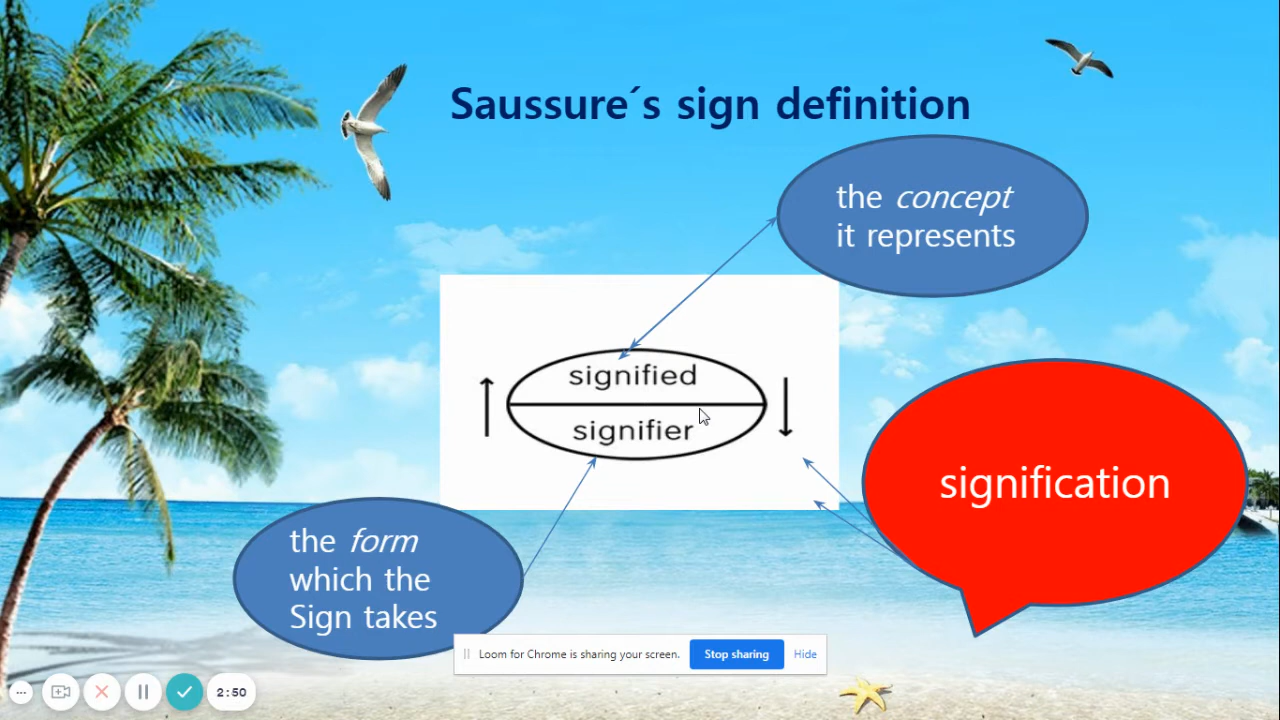 Saussure´s sign definition
the concept
it represents
signified
signifier
signification
the form
which the
Sign takes
Loom for Chrome is sharing your screen. Stop sharing Hide
2:50